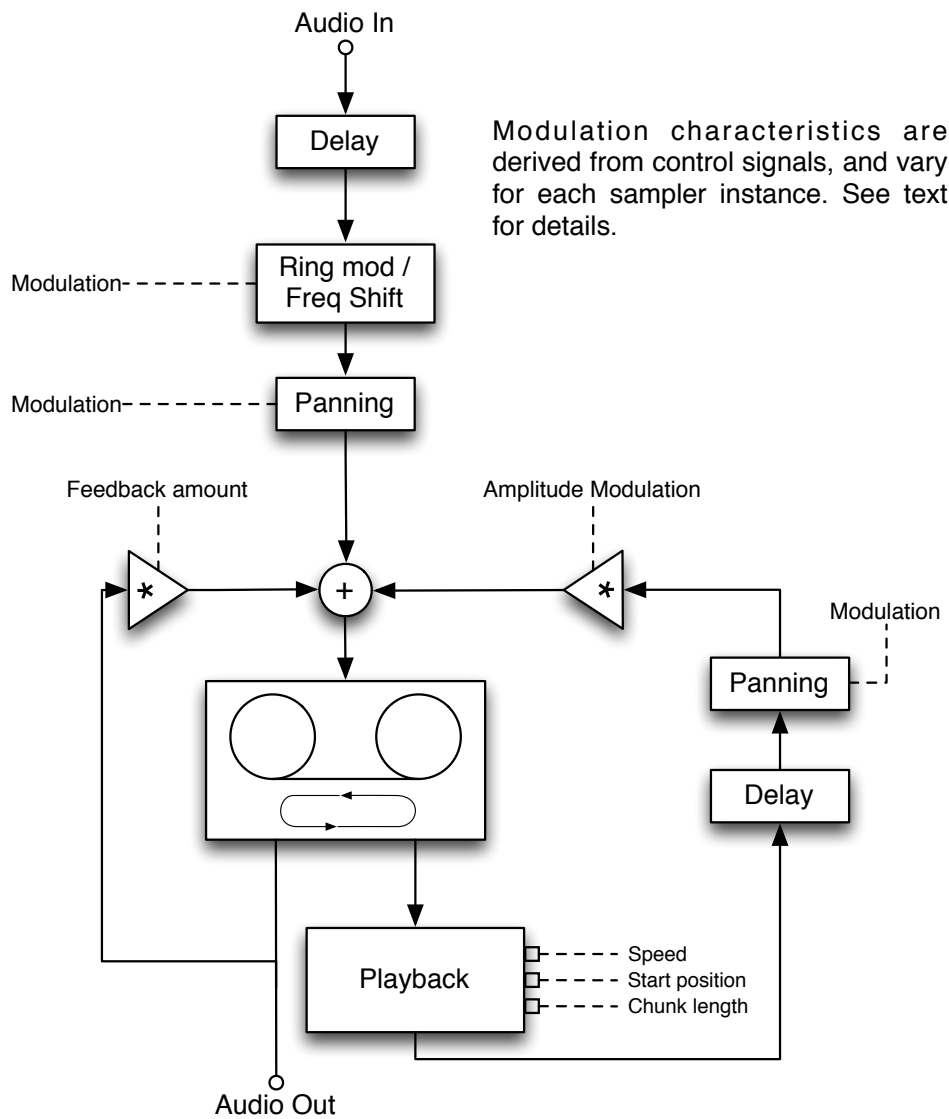 Audio In
Delay
Modulation characteristics are
derived from control signals, and vary
for each sampler instance. See text
for details.
Ring mod /
Freq Shift
Modulation
Panning
Modulation
Feedback amount
Amplitude Modulation
*
+
*
Modulation
Panning
Delay
Playback
Speed
Start position
Chunk length
Audio Out